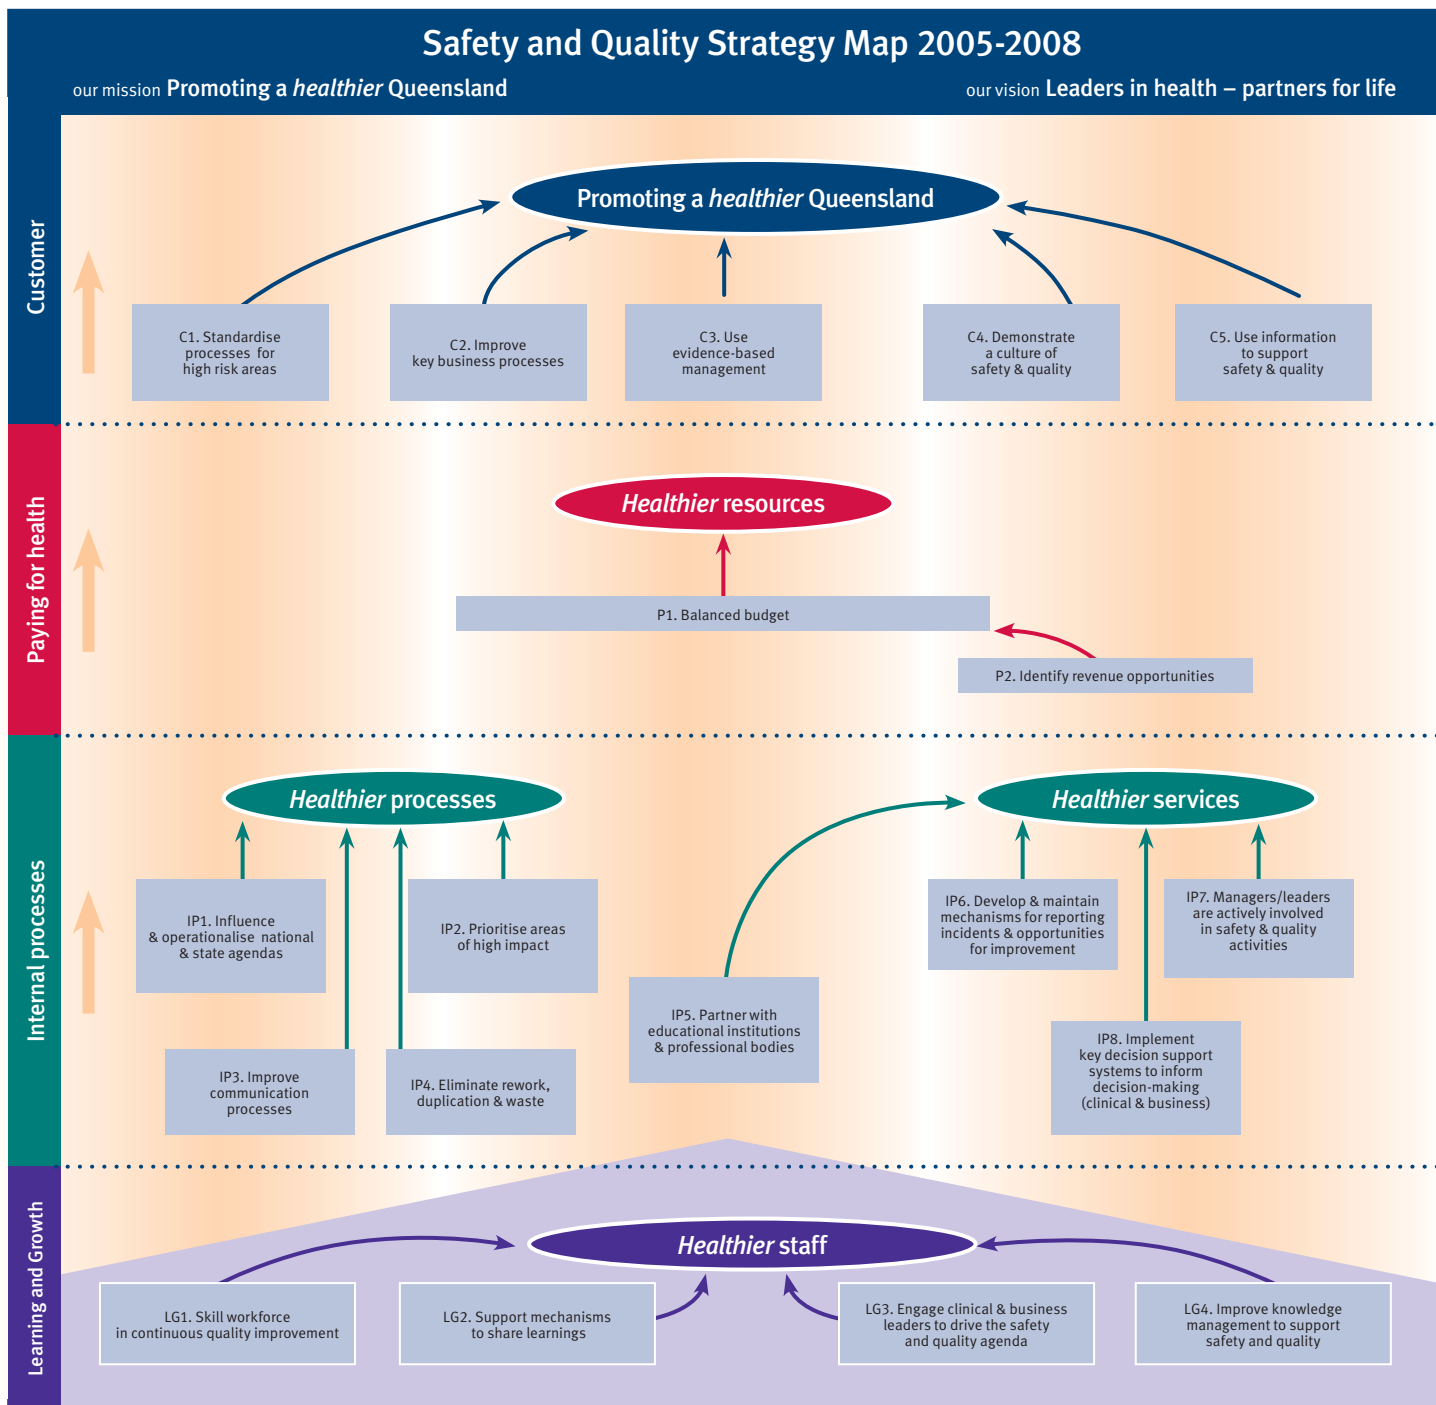 Safety and Quality Strategy Map 2005-2008
our mission Promoting a healthier Queensland
our vision Leaders in health – partners for life
Customer
Promoting a healthier Queensland
C1. Standardise
processes for
high risk areas
C2. Improve
key business processes
C3. Use
evidence-based
management
C4. Demonstrate
a culture of
safety & quality
C5. Use information
to support
safety & quality
Paying for health
Healthier resources
P1. Balanced budget
P2. Identify revenue opportunities
Internal processes
Healthier processes
Healthier services
IP1. Influence
& operationalise national
& state agendas
IP2. Prioritise areas
of high impact
IP3. Improve
communication
processes
IP4. Eliminate rework,
duplication & waste
IP5. Partner with
educational institutions
& professional bodies
IP6. Develop & maintain
mechanisms for reporting
incidents & opportunities
for improvement
IP7. Managers/leaders
are actively involved
in safety & quality
activities
IP8. Implement
key decision support
systems to inform
decision-making
(clinical & business)
Learning and Growth
Healthier staff
LG1. Skill workforce
in continuous quality improvement
LG2. Support mechanisms
to share learnings
LG3. Engage clinical & business
leaders to drive the safety
and quality agenda
LG4. Improve knowledge
management to support
safety and quality